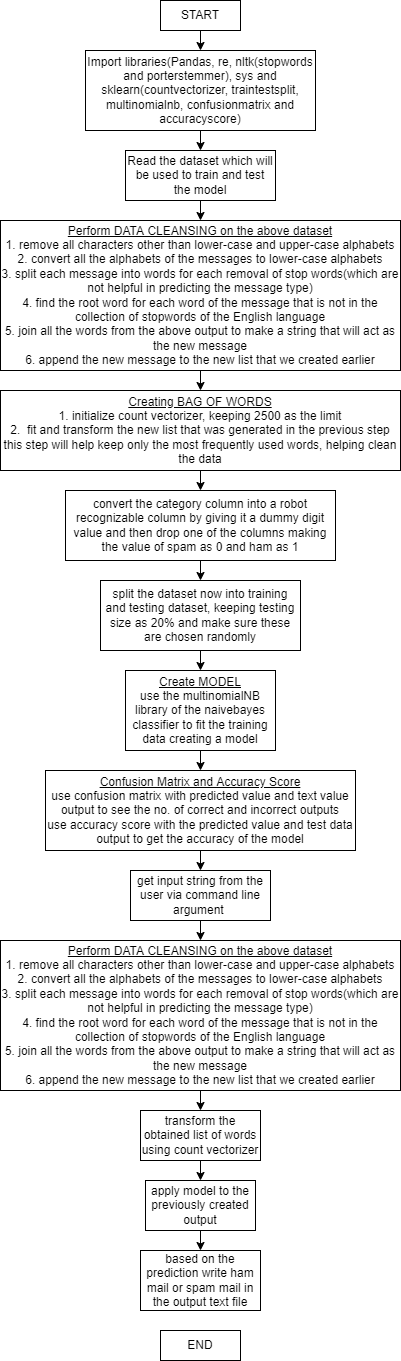 START
Import libraries(Pandas, re, nltk(stopwords
and porterstemmer), sys and
sklearn(countvectorizer, traintestsplit,
multinomialnb, confusionmatrix and
accuracyscore)
Read the dataset which will
be used to train and test
the model
Perform DATA CLEANSING on the above dataset
1. remove all characters other than lower-case and upper-case alphabets
2. convert all the alphabets of the messages to lower-case alphabets
3. split each message into words for each removal of stop words(which are
not helpful in predicting the message type)
4. find the root word for each word of the message that is not in the
collection of stopwords of the English language
5. join all the words from the above output to make a string that will act as
the new message
6. append the new message to the new list that we created earlier
Creating BAG OF WORDS
1. initialize count vectorizer, keeping 2500 as the limit
2. fit and transform the new list that was generated in the previous step
this step will help keep only the most frequently used words, helping clean
the data
convert the category column into a robot
recognizable column by giving it a dummy digit
value and then drop one of the columns making
the value of spam as 0 and ham as 1
split the dataset now into training
and testing dataset, keeping testing
size as 20% and make sure these
are chosen randomly
Create MODEL
use the multinomialNB
library of the naivebayes
classifier to fit the training
data creating a model
Confusion Matrix and Accuracy Score
use confusion matrix with predicted value and text value
output to see the no. of correct and incorrect outputs
use accuracy score with the predicted value and test data
output to get the accuracy of the model
get input string from the
user via command line
argument
Perform DATA CLEANSING on the above dataset
1. remove all characters other than lower-case and upper-case alphabets
2. convert all the alphabets of the messages to lower-case alphabets
3. split each message into words for each removal of stop words(which are
not helpful in predicting the message type)
4. find the root word for each word of the message that is not in the
collection of stopwords of the English language
5. join all the words from the above output to make a string that will act as
the new message
6. append the new message to the new list that we created earlier
transform the
obtained list of words
using count vectorizer
apply model to the
previously created
output
based on the
prediction write ham
mail or spam mail in
the output text file
END